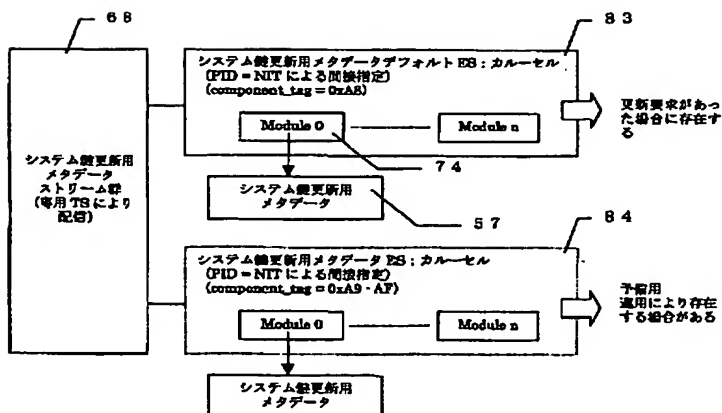 68
83
システム鍵更新用メタデータデフォルトES：カルーセル
(PID = NITによる間接指定)
(component_tag = 0xA8)
Module 0
Module n
更新要求があっ
た場合に存在す
る
74
システム鍵更新用
メタデータ
57
システム鍵更新用
メタデータ
ストリーム群
(専用TSにより
配信)
84
システム鍵更新用メタデータES：カルーセル
(PID = NITによる間接指定)
(component_tag = 0xA9 - AF)
Module 0
Module n
予備用
運用により存在
する場合がある
システム鍵更新用
メタデータ